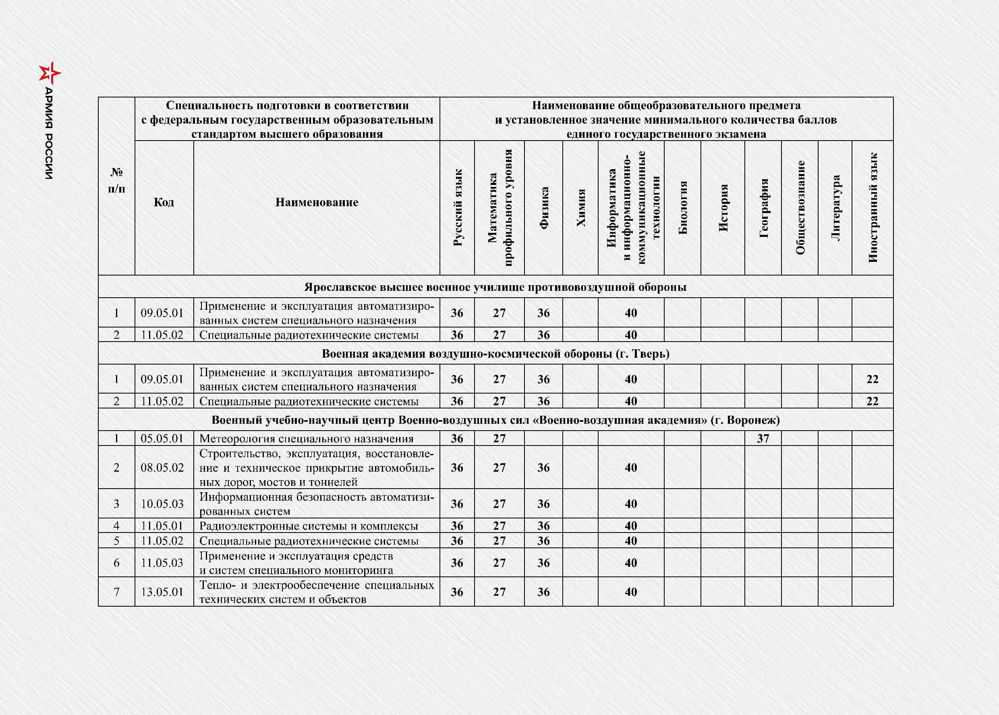 АРМИЯ РОССИИ
№
п/п
Специальность подготовки в соответствии
с федеральным государственным образовательным
стандартом высшего образования
Наименование общеобразовательного предмета
и установленное значение минимального количества баллов
единого государственного экзамена
Код
Наименование
Русский язык
Математика
профильного уровня
Физика
Химия
Информатика
и информационно-
коммуникационные
технологии
Биология
История
География
Обществознание
Литература
Иностранный язык
Ярославское высшее военное училище противовоздушной обороны
1 09.05.01 Применение и эксплуатация автоматизиро-
ванных систем специального назначения 36 27 36 40
2 11.05.02 Специальные радиотехнические системы 36 27 36 40
Военная академия воздушно-космической обороны (г. Тверь)
1 09.05.01 Применение и эксплуатация автоматизиро-
ванных систем специального назначения 36 27 36 40 22
2 11.05.02 Специальные радиотехнические системы 36 27 36 40 22
Военный учебно-научный центр Военно-воздушных сил «Военно-воздушная академия» (г. Воронеж)
1 05.05.01 Метеорология специального назначения 36 27 37
2 08.05.02 Строительство, эксплуатация, восстановле-
ние и техническое прикрытие автомобиль-
ных дорог, мостов и тоннелей 36 27 36 40
3 10.05.03 Информационная безопасность автоматизи-
рованных систем 36 27 36 40
4 11.05.01 Радиоэлектронные системы и комплексы 36 27 36 40
5 11.05.02 Специальные радиотехнические системы 36 27 36 40
6 11.05.03 Применение и эксплуатация средств
и систем специального мониторинга 36 27 36 40
7 13.05.01 Тепло- и электрообеспечение специальных
технических систем и объектов 36 27 36 40